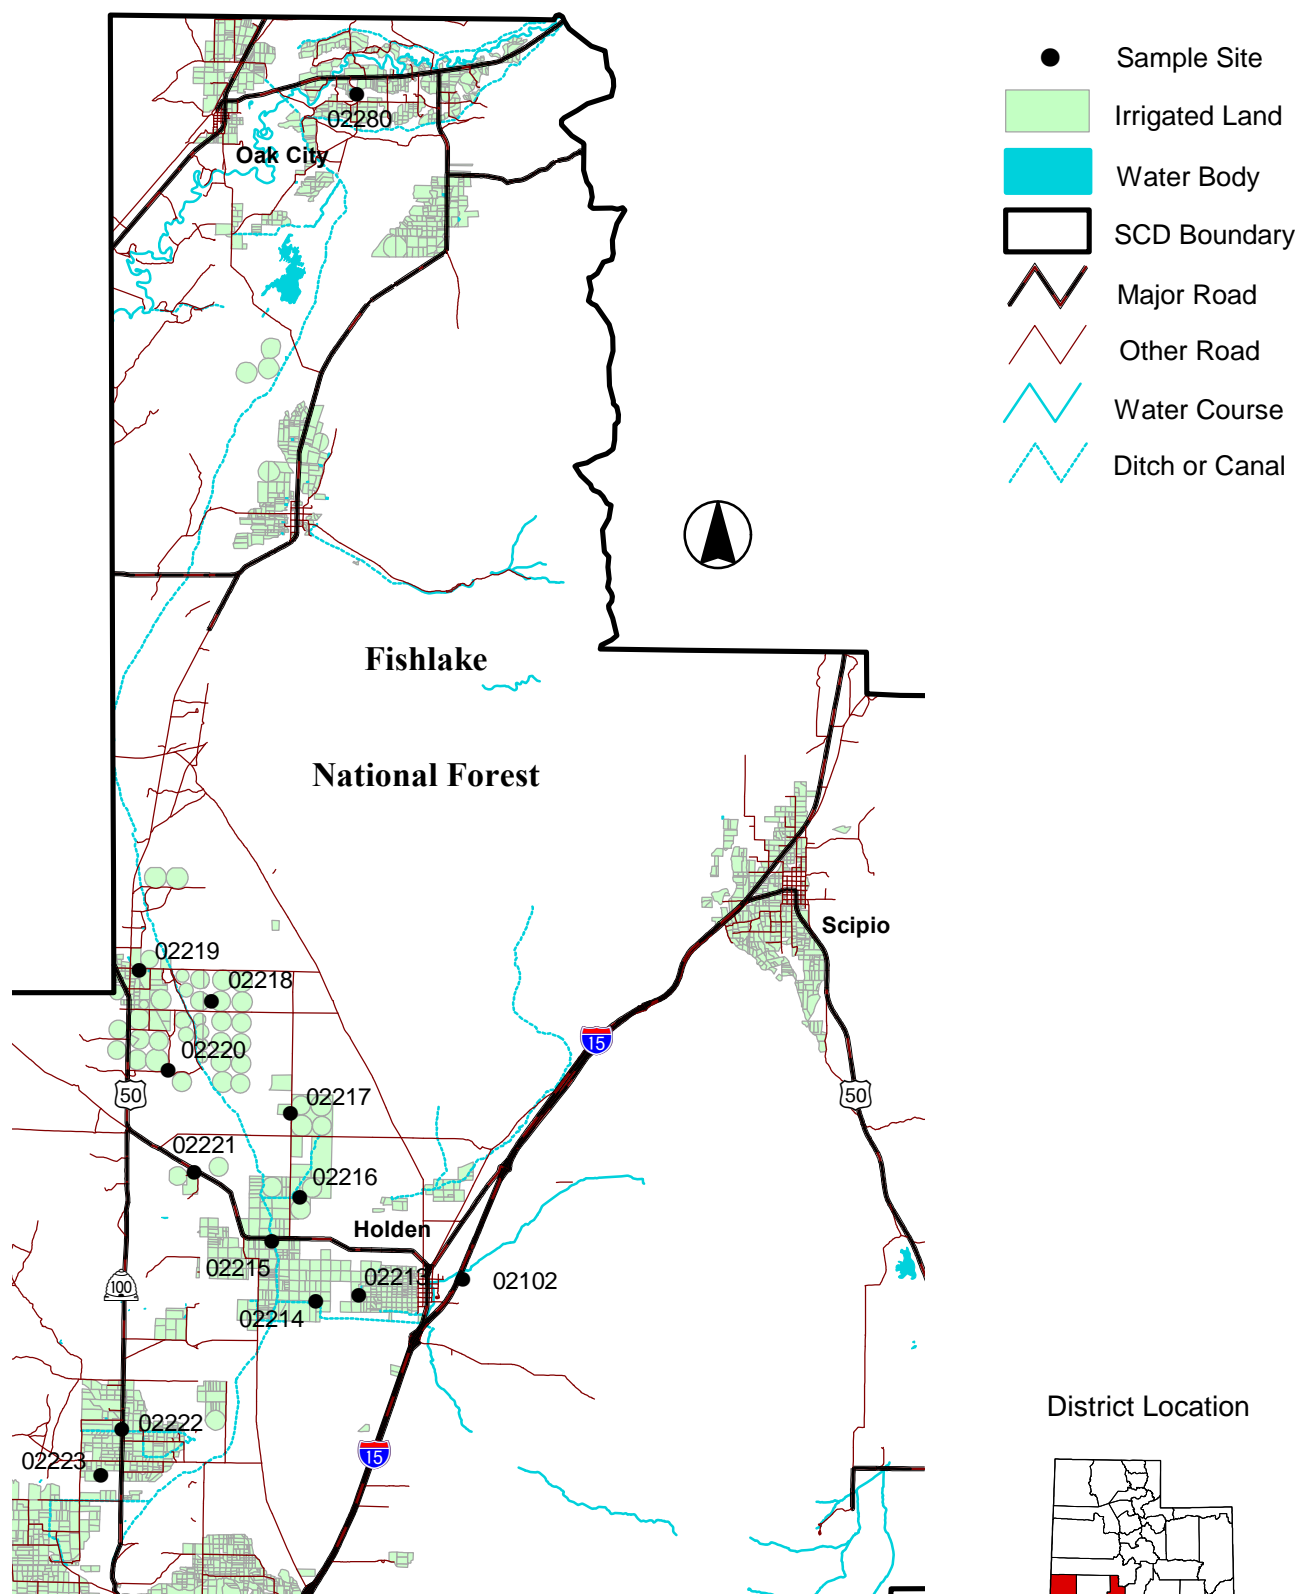 Sample Site
Irrigated Land
Water Body
SCD Boundary
Major Road
Other Road
Water Course
Ditch or Canal
02280
Oak City
Fishlake
National Forest
Scipio
02219
02218
15
02220
50
50
02217
02221
02216
Holden
02215
02213
02102
100
02214
02222
15
02223
District Location